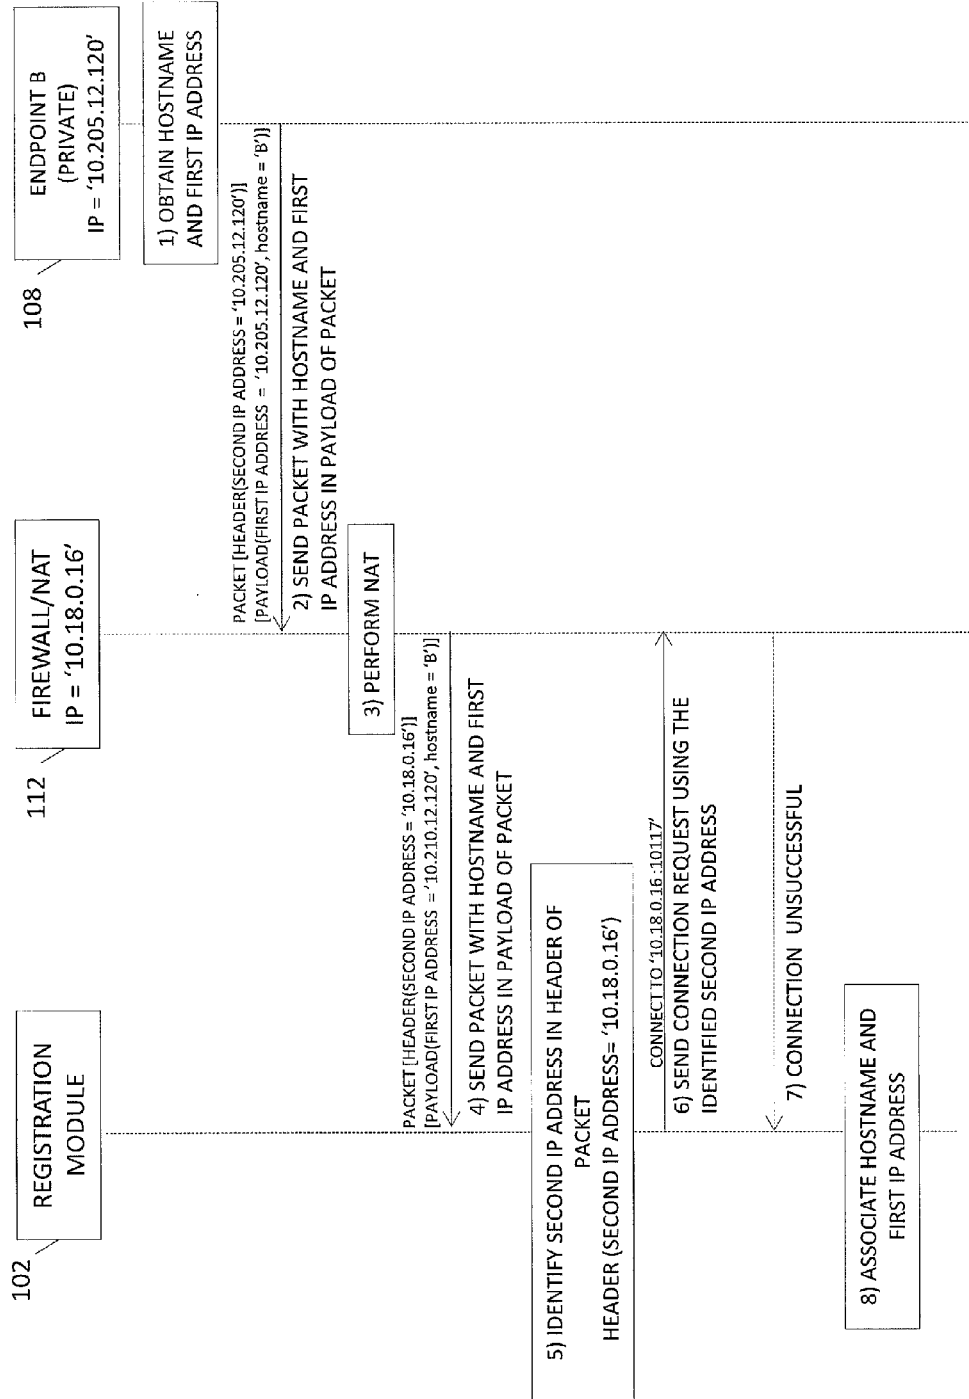 102
REGISTRATION
MODULE
112
FIREWALL/NAT
IP = '10.18.0.16'
108
ENDPOINT B
(PRIVATE)
IP = '10.205.12.120'
1) OBTAIN HOSTNAME
AND FIRST IP ADDRESS
PACKET [HEADER(SECOND IP ADDRESS = '10.205.12.120')]
[PAYLOAD(FIRST IP ADDRESS = '10.205.12.120', hostname = 'B')]
2) SEND PACKET WITH HOSTNAME AND FIRST
IP ADDRESS IN PAYLOAD OF PACKET
3) PERFORM NAT
PACKET [HEADER(SECOND IP ADDRESS = '10.18.0.16')]
[PAYLOAD(FIRST IP ADDRESS = '10.210.12.120', hostname = 'B')]
4) SEND PACKET WITH HOSTNAME AND FIRST
IP ADDRESS IN PAYLOAD OF PACKET
5) IDENTIFY SECOND IP ADDRESS IN HEADER OF
PACKET
HEADER (SECOND IP ADDRESS= '10.18.0.16')
CONNECT TO '10.18.0.16 :10117'
6) SEND CONNECTION REQUEST USING THE
IDENTIFIED SECOND IP ADDRESS
7) CONNECTION UNSUCCESSFUL
8) ASSOCIATE HOSTNAME AND
FIRST IP ADDRESS